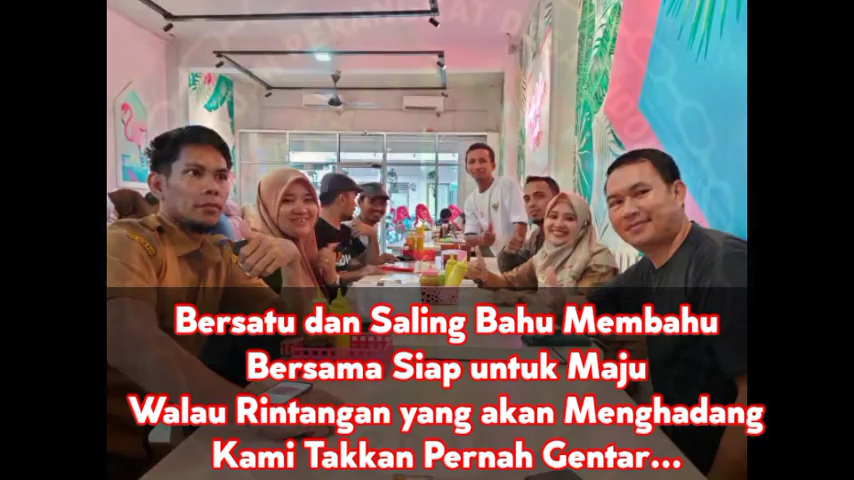 Bersatu dan Saling Bahu Membahu
Bersama Siap untuk Maju
Walau Rintangan yang akan Menghadang
Kami Takkan Pernah Gentar...